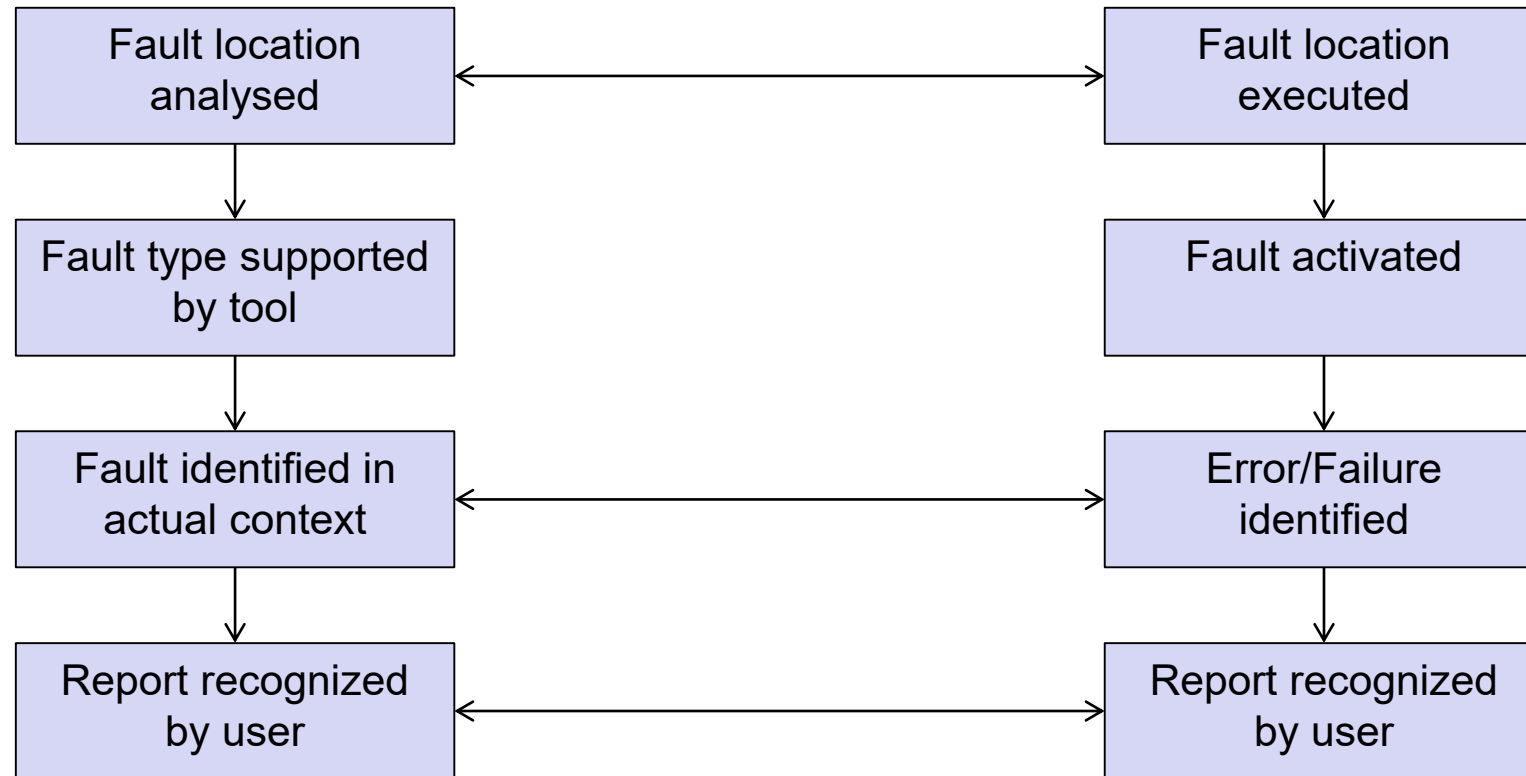 Fault location
analysed
Fault location
executed
Fault type supported
by tool
Fault activated
Fault identified in
actual context
Error/Failure
identified
Report recognized
by user
Report recognized
by user